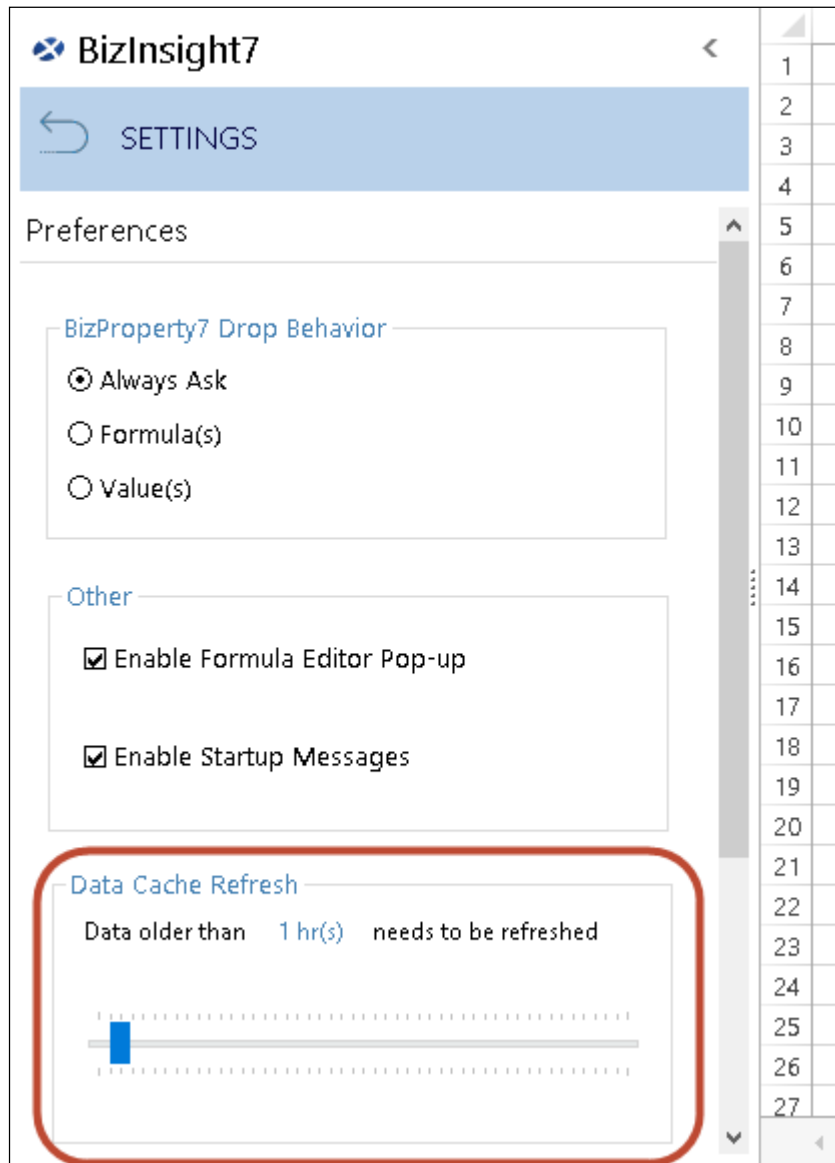 BizInsight7
SETTINGS
Preferences
BizProperty7 Drop Behavior
Always Ask
Formula(s)
Value(s)
Other
Enable Formula Editor Pop-up
Enable Startup Messages
Data Cache Refresh
Data older than 1 hr(s) needs to be refreshed
1
2
3
4
5
6
7
8
9
10
11
12
13
14
15
16
17
18
19
20
21
22
23
24
25
26
27